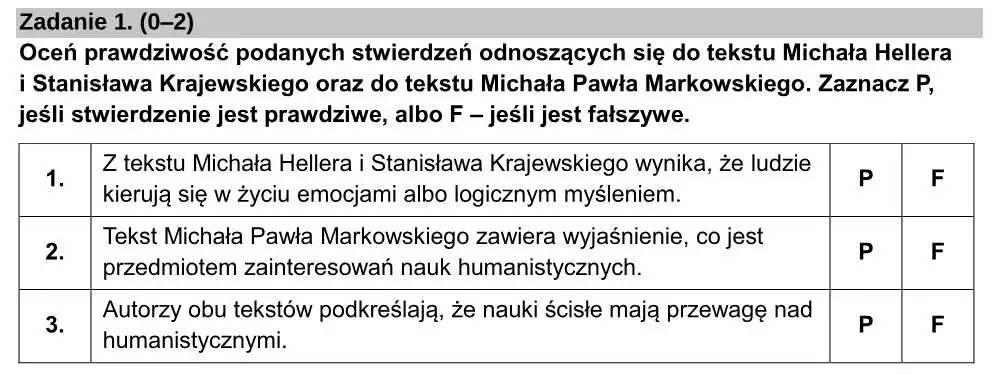 Zadanie 1. (0–2)
Oceń prawdziwość podanych stwierdzeń odnoszących się do tekstu Michała Hellera
i Stanisława Krajewskiego oraz do tekstu Michała Pawła Markowskiego. Zaznacz P,
jeśli stwierdzenie jest prawdziwe, albo F – jeśli jest fałszywe.
1. Z tekstu Michała Hellera i Stanisława Krajewskiego wynika, że ludzie P F
kierują się w życiu emocjami albo logicznym myśleniem.
2. Tekst Michała Pawła Markowskiego zawiera wyjaśnienie, co jest P F
przedmiotem zainteresowań nauk humanistycznych.
3. Autorzy obu tekstów podkreślają, że nauki ścisłe mają przewagę nad P F
humanistycznymi.